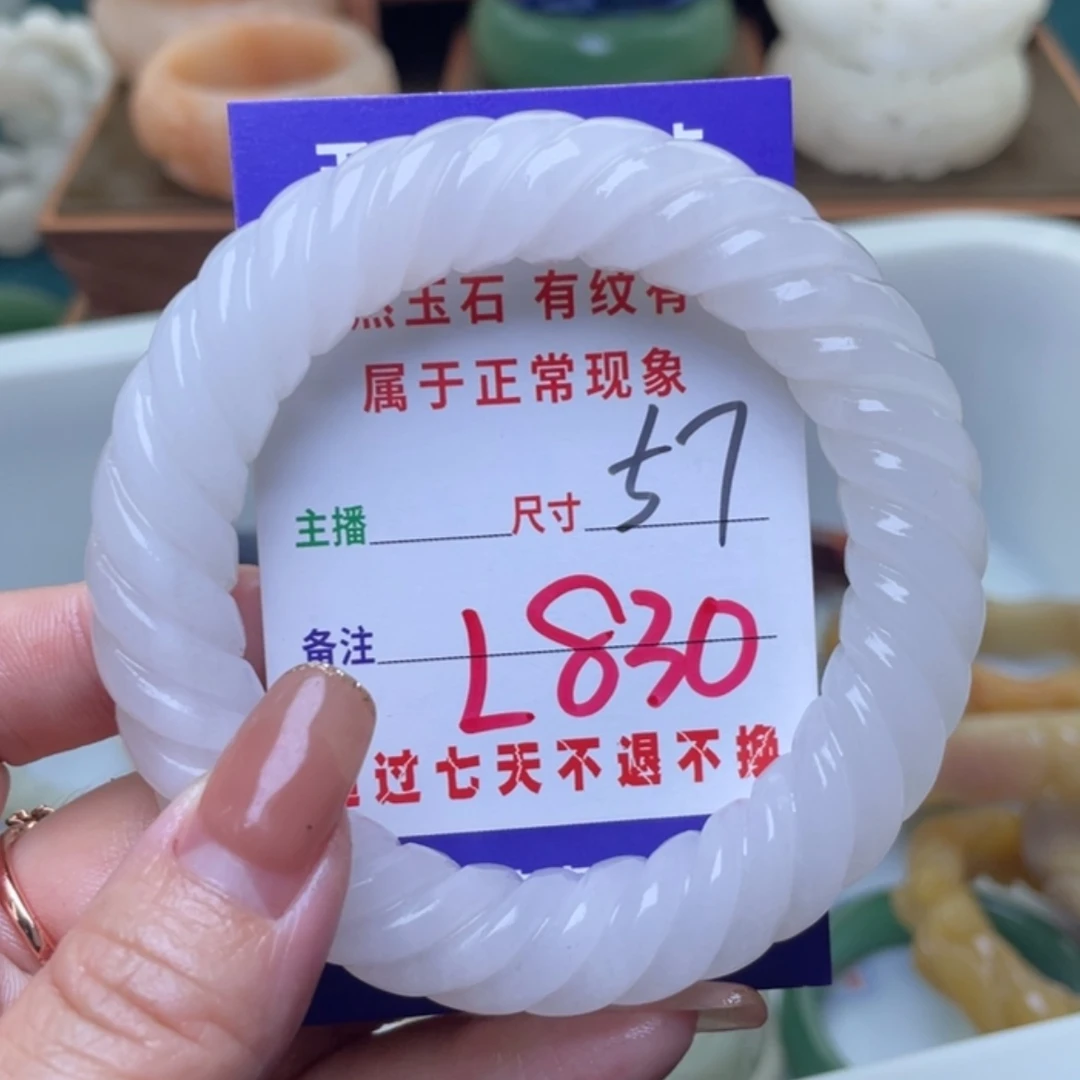 玉石 有纹有
属于正常现象
主播 尺寸 57
备注 L830
过七天不退不换